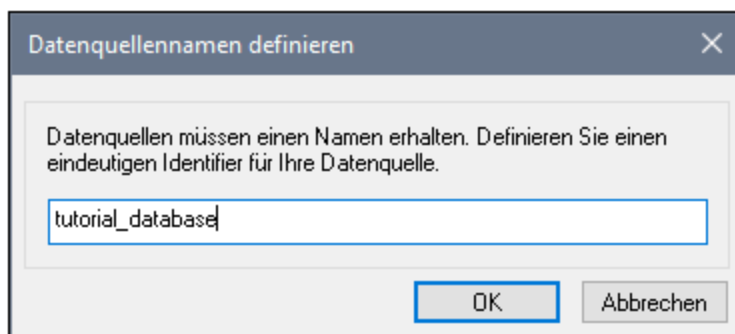 Datenquellennamen definieren
Datenquellen müssen einen Namen erhalten. Definieren Sie einen
eindeutigen Identifier für Ihre Datenquelle.
tutorial_database
OK
Abbrechen